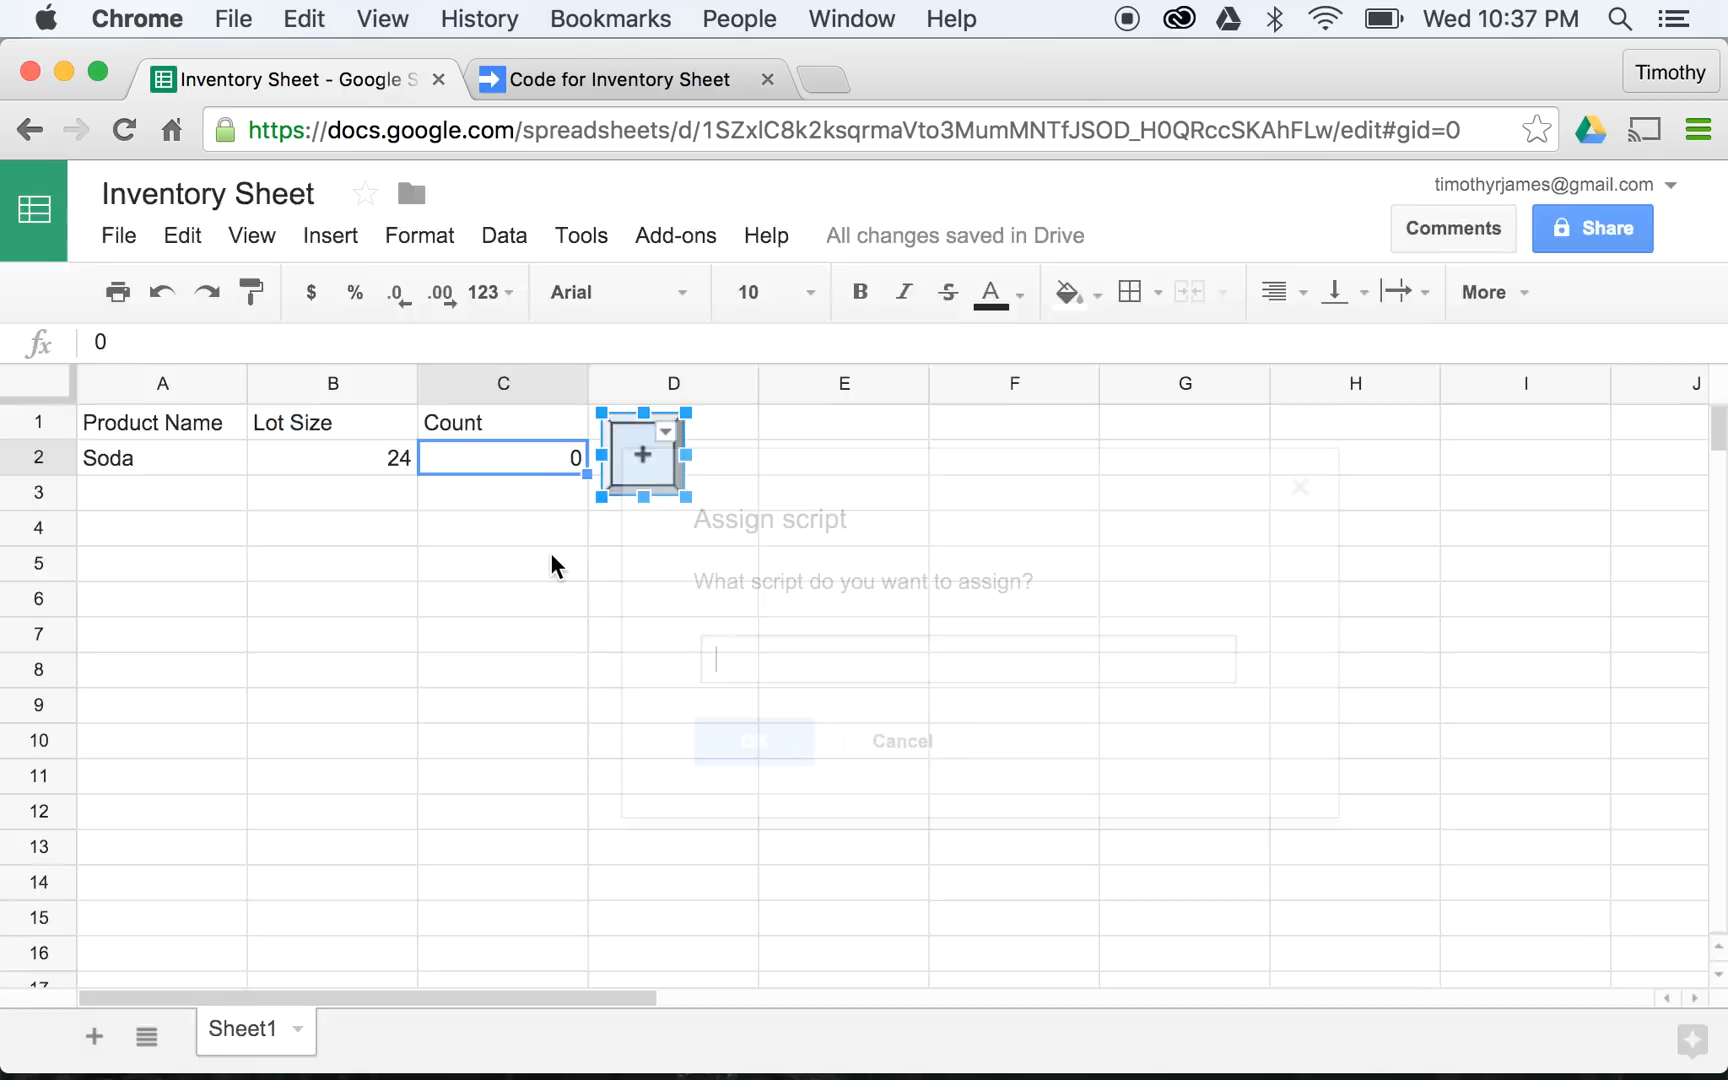 Chrome File Edit View History Bookmarks People Window Help Wed 10:37 PM
Inventory Sheet - Google S Code for Inventory Sheet Timothy
https://docs.google.com/spreadsheets/d/1SZxlC8k2ksqrmaVto3MumMNTfJSOD_H0QRccSKAhFLw/edit#gid=0
Inventory Sheet timothyrjames@gmail.com
File Edit View Insert Format Data Tools Add-ons Help All changes saved in Drive Comments Share
$ % .0 .00 123 Arial 10 B I S A More
fx 0
A B C D E F G H I J
1 Product Name Lot Size Count
2 Soda 24 0 +
3
4 Assign script
5
6 What script do you want to assign?
7
8
9
10 OK Cancel
11
12
13
14
15
16
17
+ Sheet1